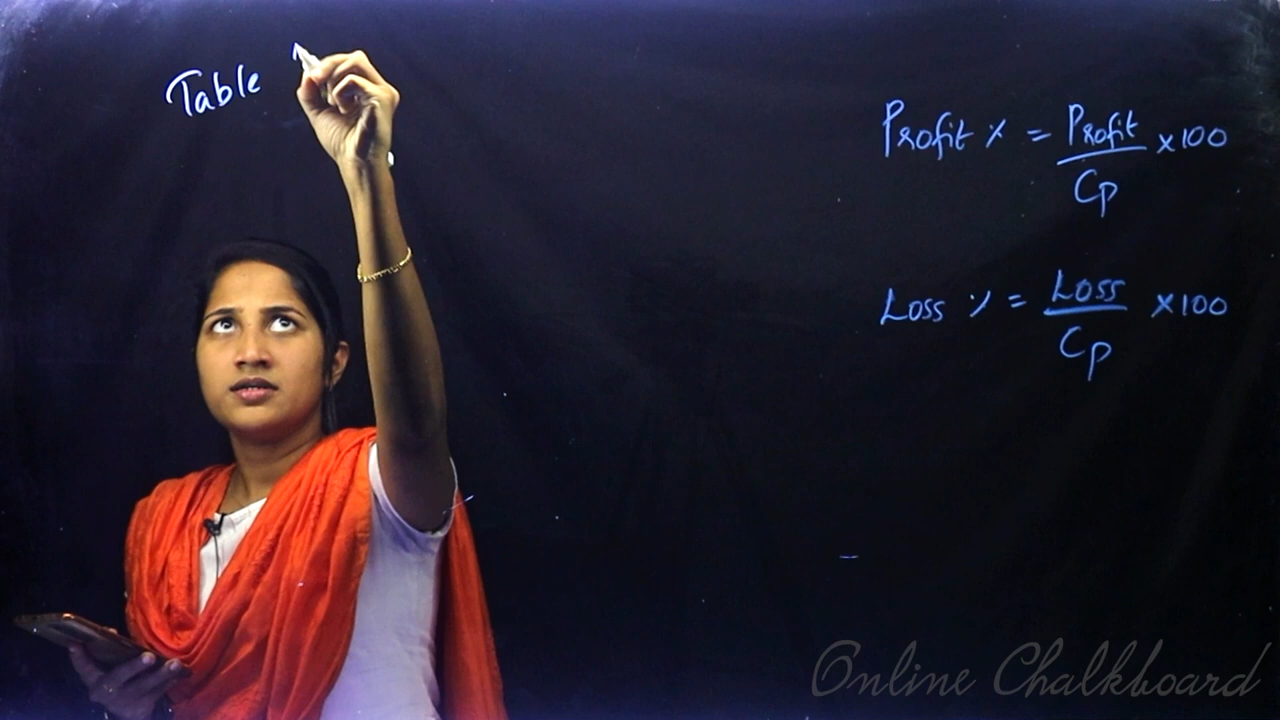 Table
Profit % = Profit/Cp ×100
Loss % = Loss/Cp ×100
Online Chalkboard